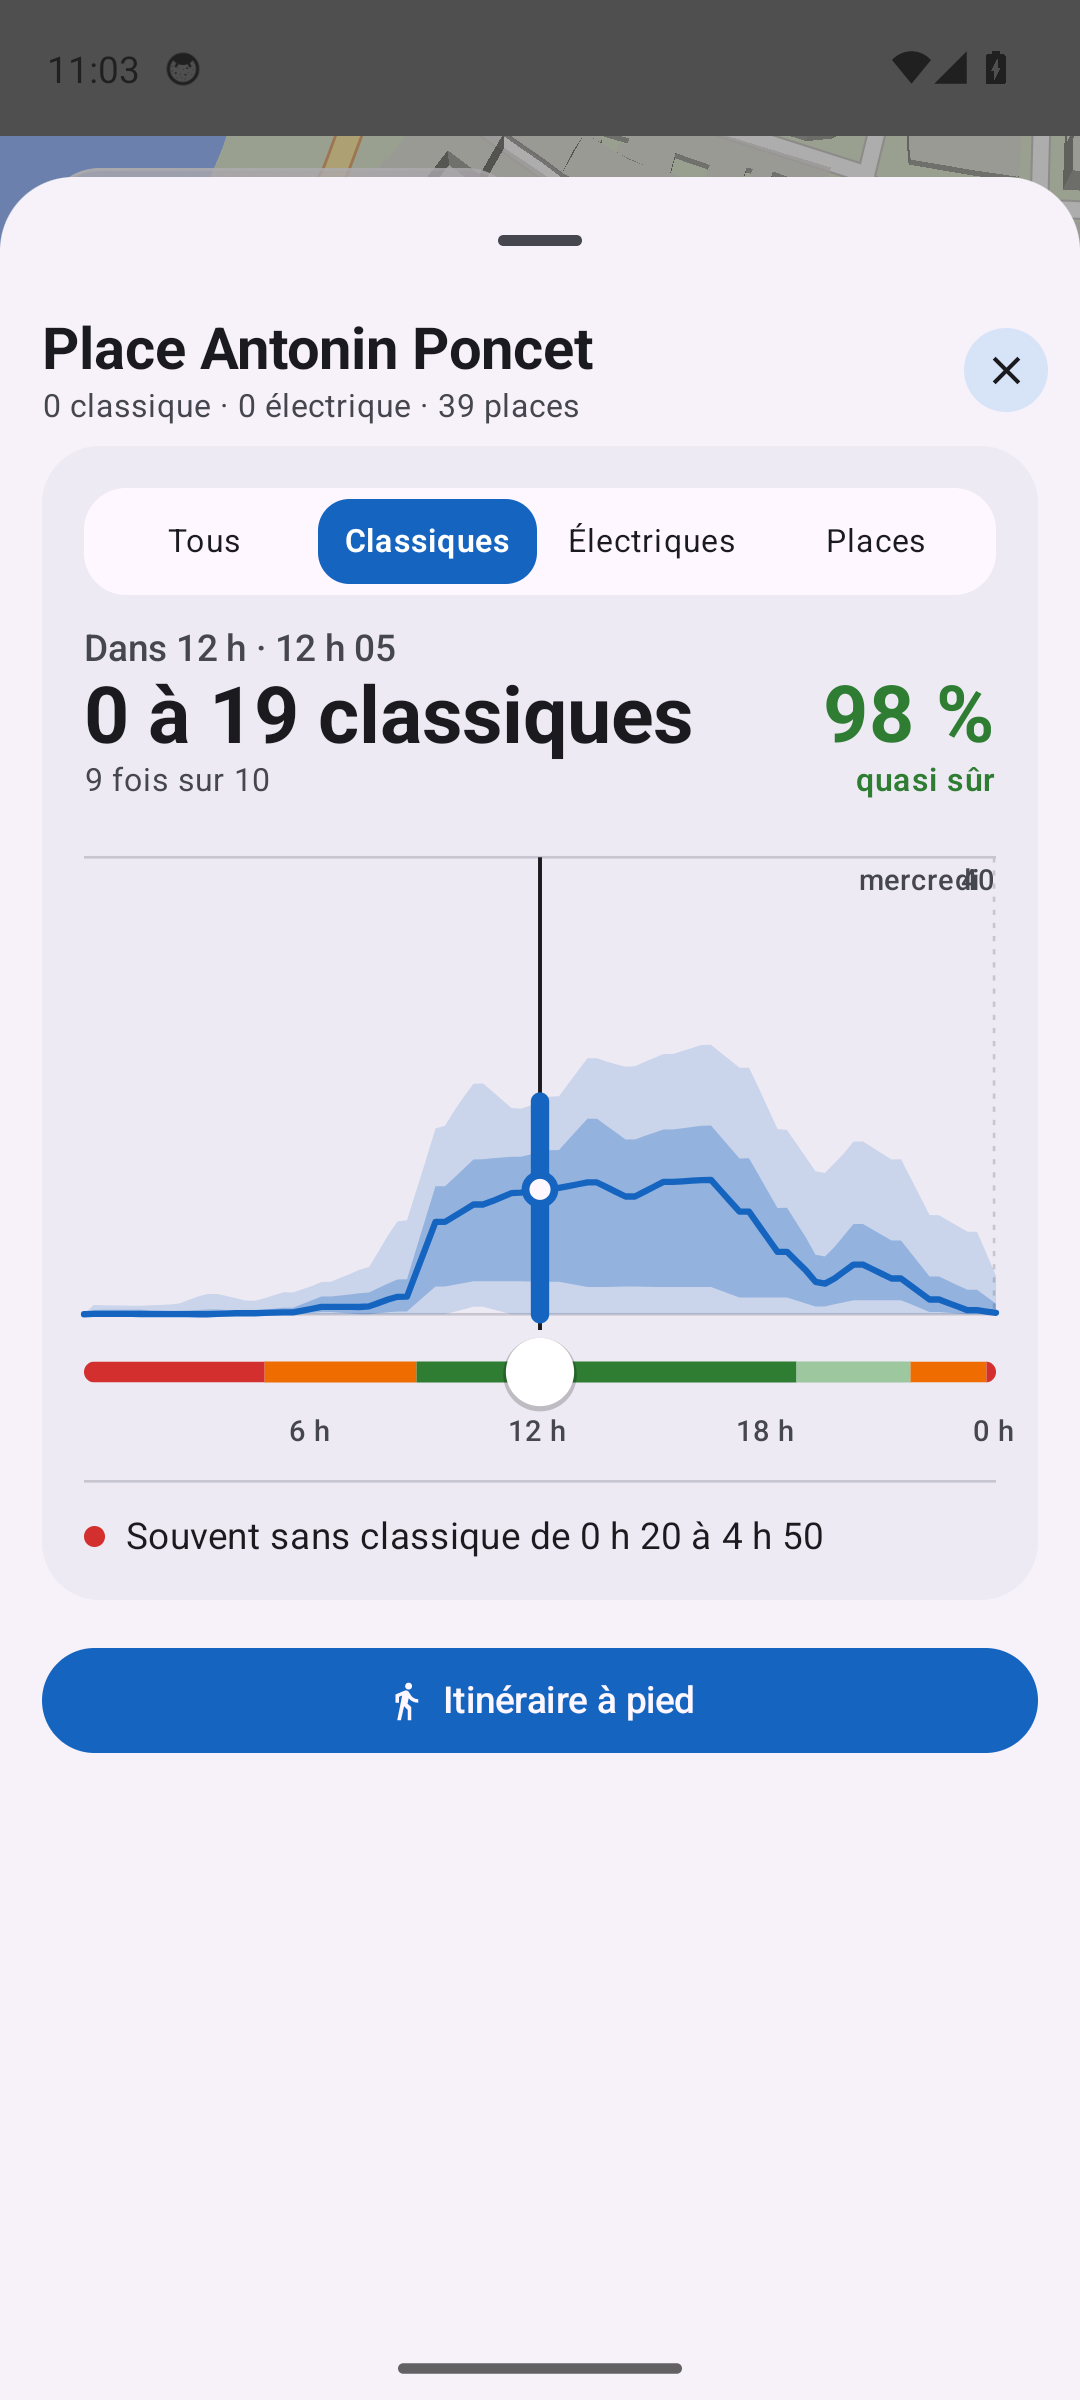 11:03
Place Antonin Poncet
0 classique · 0 électrique · 39 places
Tous Classiques Électriques Places
Dans 12 h · 12 h 05
0 à 19 classiques 98 %
9 fois sur 10 quasi sûr
mercredi 40
6 h 12 h 18 h 0 h
Souvent sans classique de 0 h 20 à 4 h 50
Itinéraire à pied